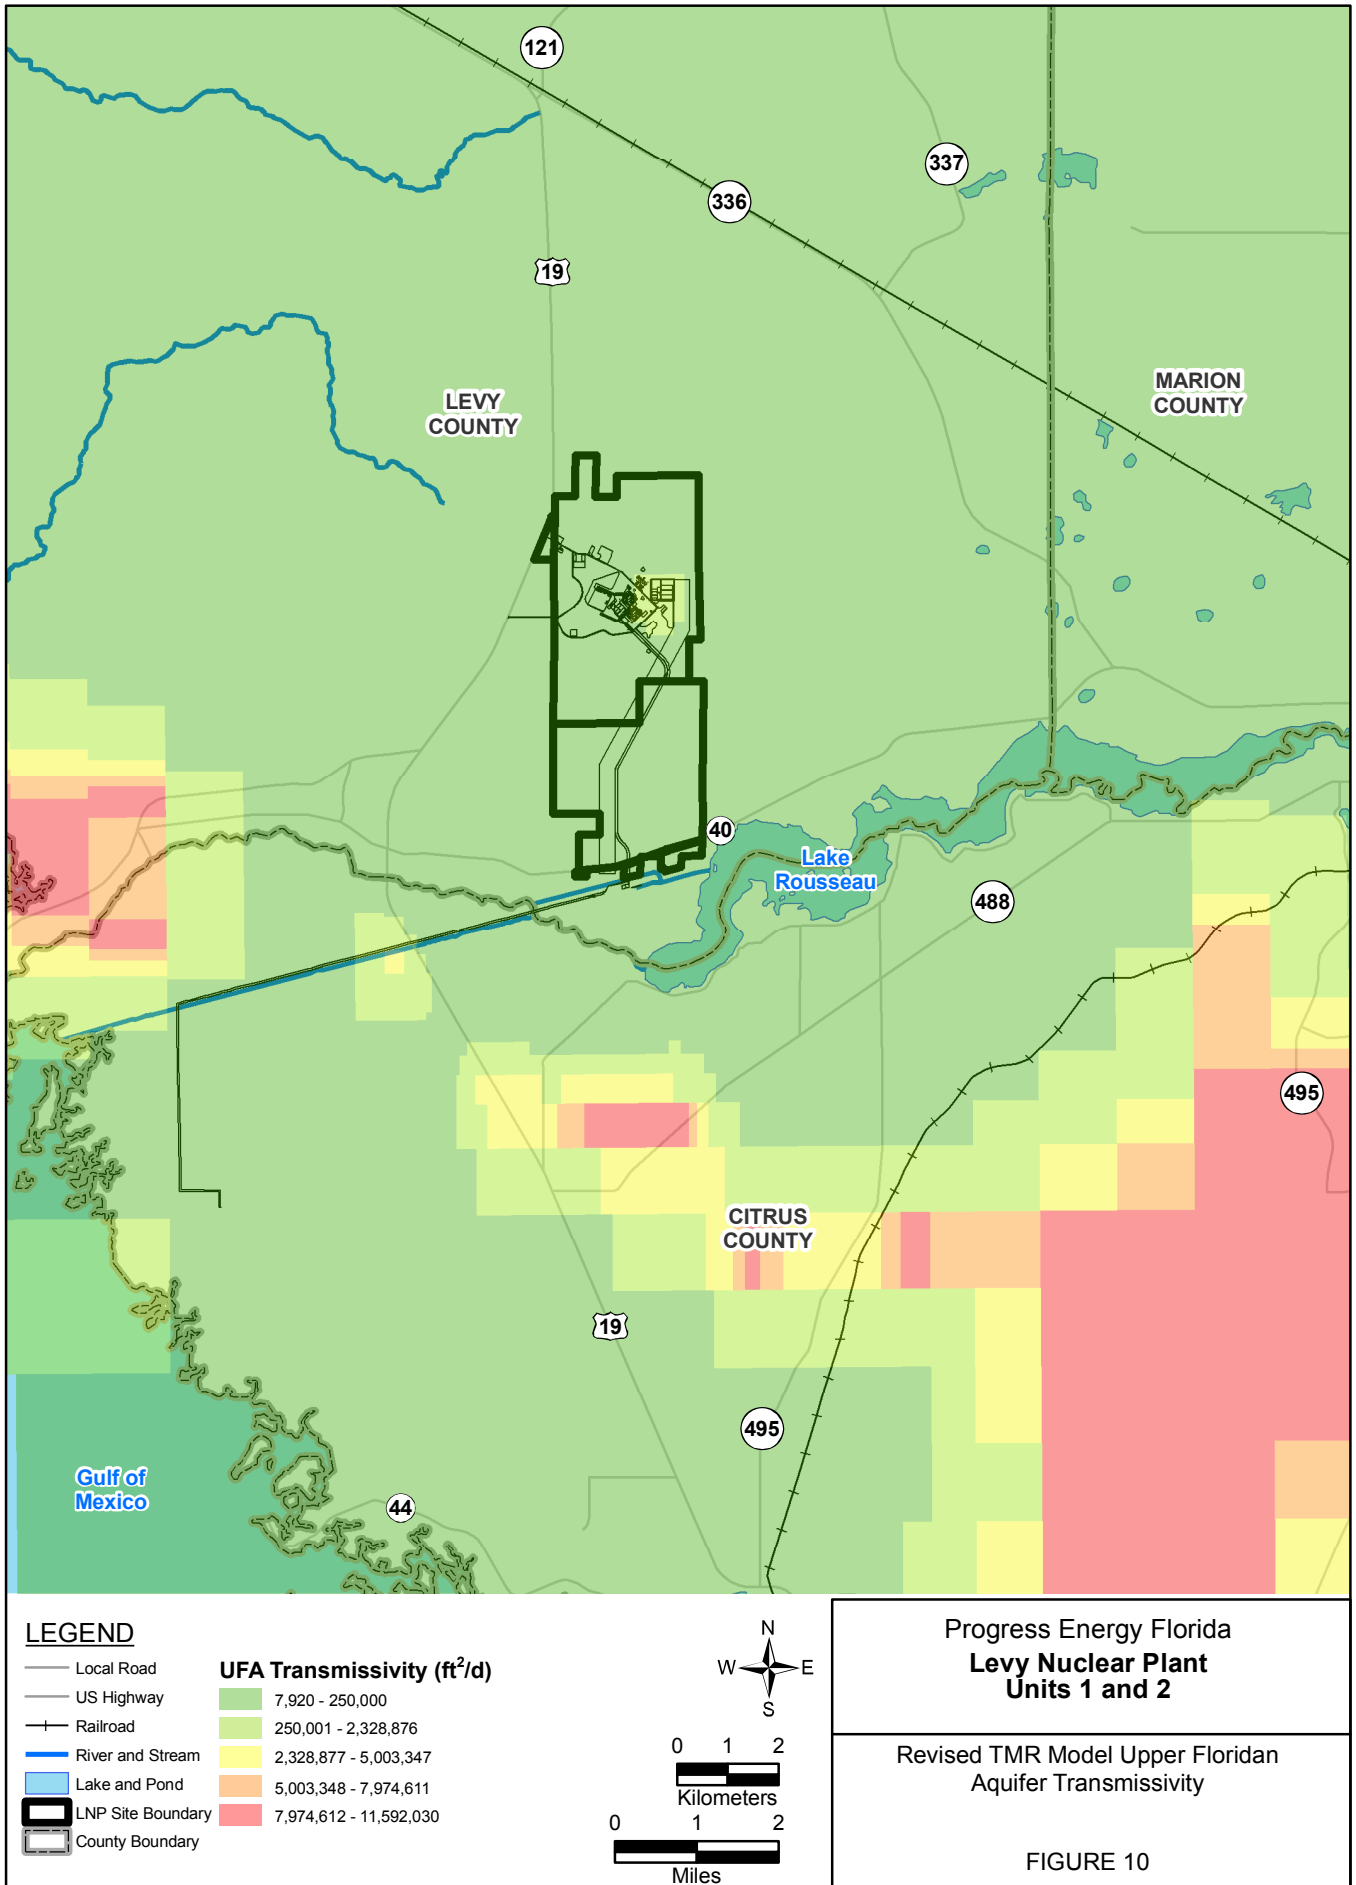 121
337
336
19
MARION
COUNTY
LEVY
COUNTY
40
Lake
Rousseau
488
495
CITRUS
COUNTY
19
495
Gulf of
Mexico
44
LEGEND
Local Road
US Highway
Railroad
River and Stream
Lake and Pond
LNP Site Boundary
County Boundary
UFA Transmissivity (ft²/d)
7,920 - 250,000
250,001 - 2,328,876
2,328,877 - 5,003,347
5,003,348 - 7,974,611
7,974,612 - 11,592,030
N
W E
S
0 1 2
Kilometers
0 1 2
Miles
Progress Energy Florida
Levy Nuclear Plant
Units 1 and 2
Revised TMR Model Upper Floridan
Aquifer Transmissivity
FIGURE 10